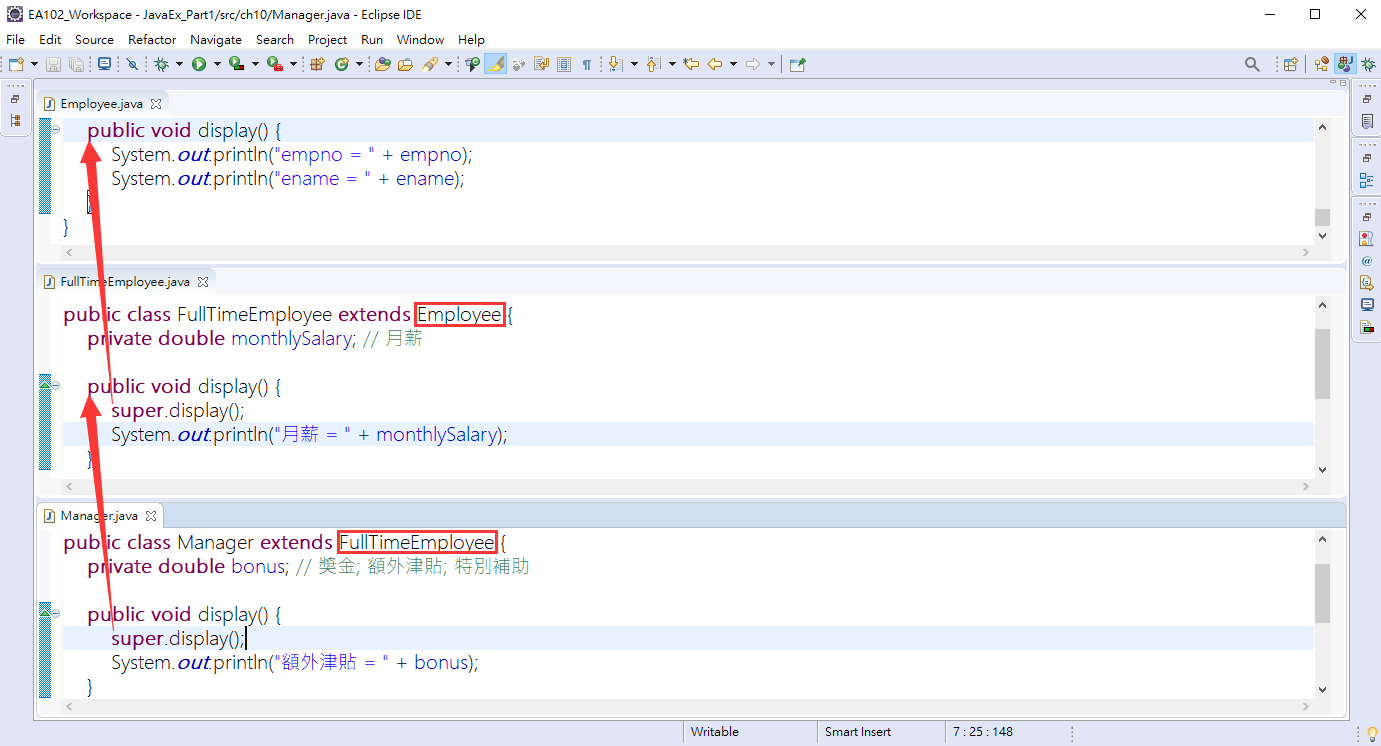 EA102_Workspace - JavaEx_Part1/src/ch10/Manager.java - Eclipse IDE
File Edit Source Refactor Navigate Search Project Run Window Help
Employee.java
public void display() {
System.out.println("empno = " + empno);
System.out.println("ename = " + ename);
}
}
FullTimeEmployee.java
public class FullTimeEmployee extends Employee {
private double monthlySalary; // 月薪
public void display() {
super.display();
System.out.println("月薪 = " + monthlySalary);
}
Manager.java
public class Manager extends FullTimeEmployee {
private double bonus; // 獎金; 額外津貼; 特別補助
public void display() {
super.display();
System.out.println("額外津貼 = " + bonus);
}
Writable Smart Insert 7 : 25 : 148